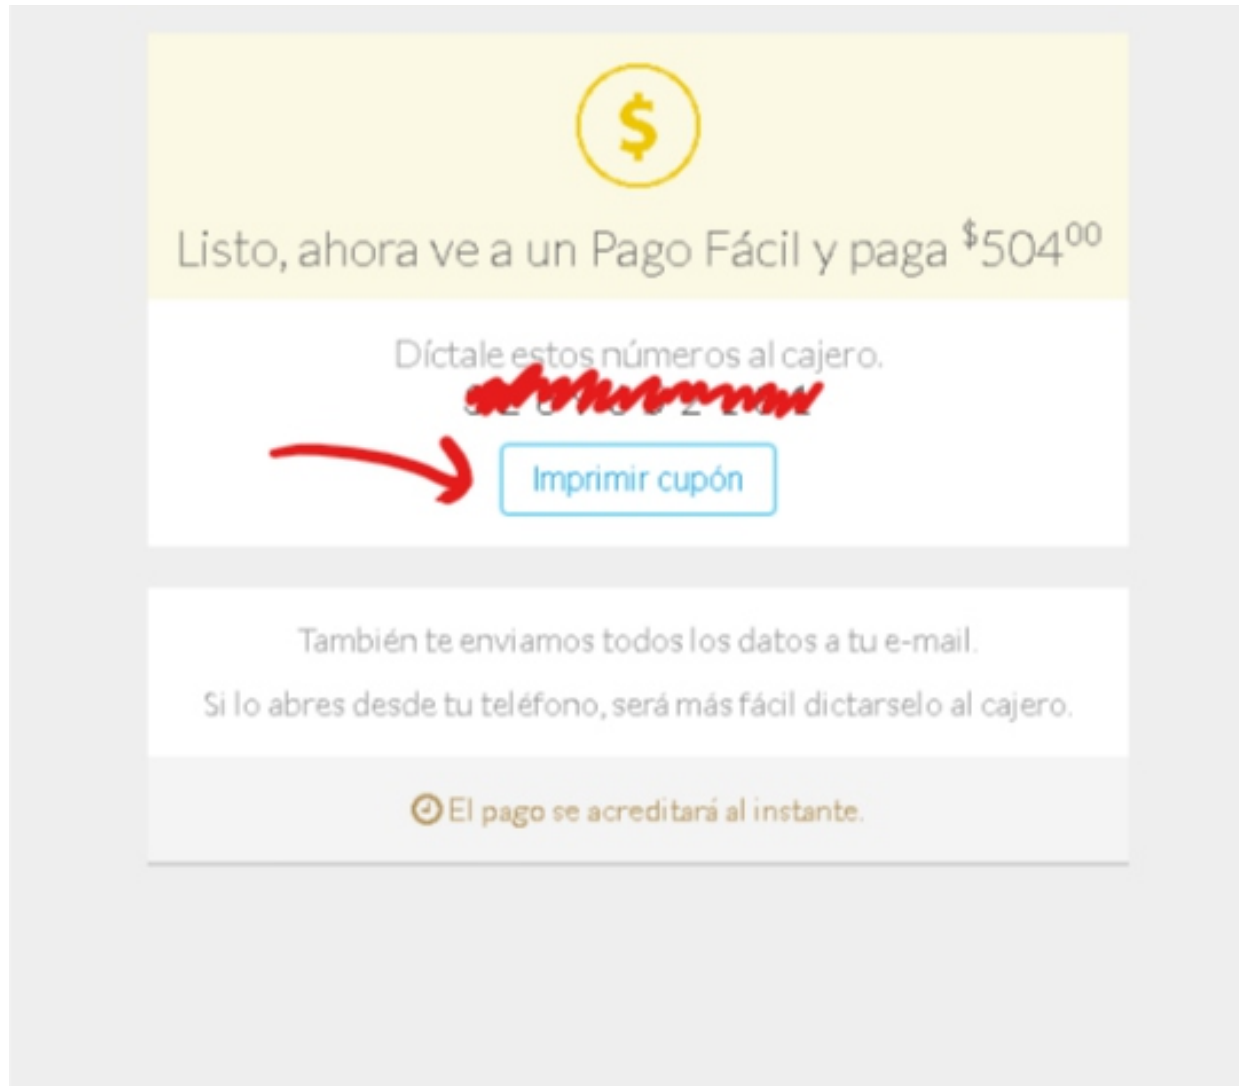 $
Listo, ahora ve a un Pago Fácil y paga $50400
Díctale estos números al cajero.
Imprimir cupón
También te enviamos todos los datos a tu e-mail.
Si lo abres desde tu teléfono, será más fácil dictarselo al cajero.
El pago se acreditará al instante.